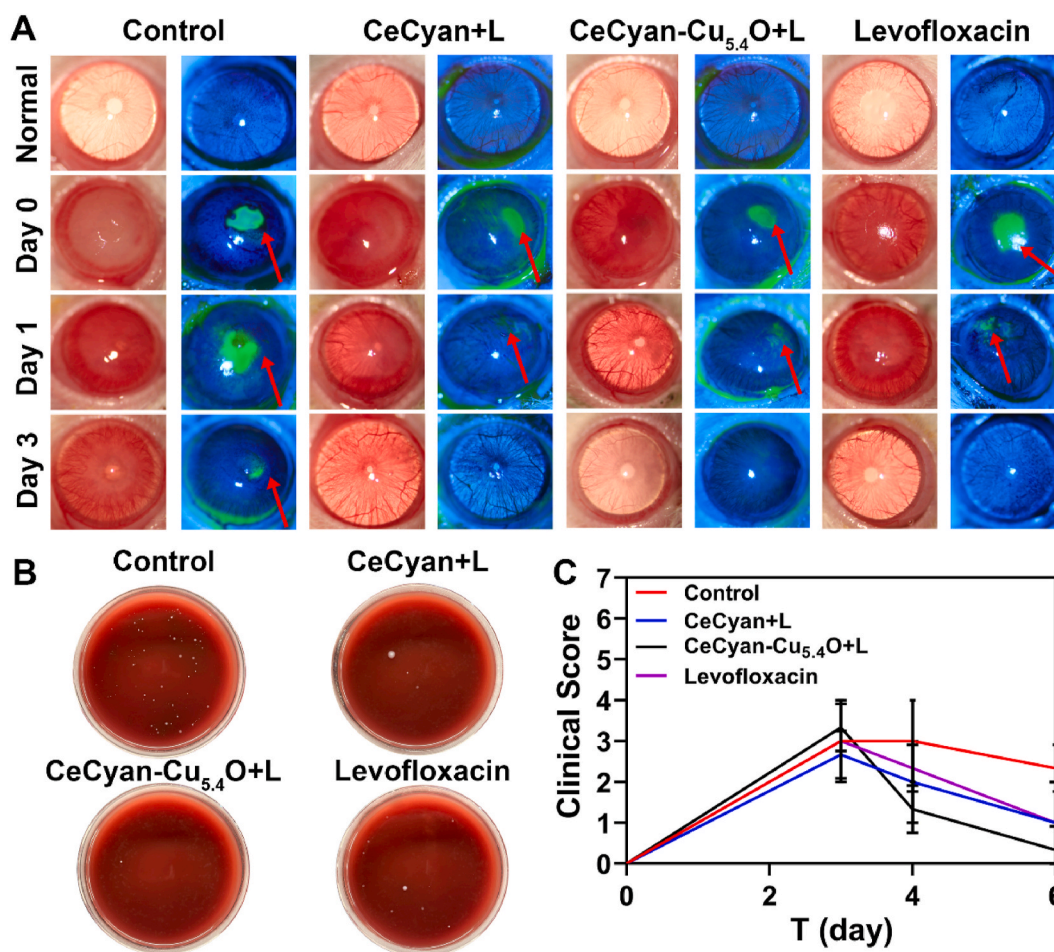 A
Control CeCyan+L CeCyan-Cu5.4O+L Levofloxacin
Normal
Day 0
Day 1
Day 3
B
Control CeCyan+L
CeCyan-Cu5.4O+L Levofloxacin
C
7
6
5
4
3
2
1
0
Clinical Score
Control
CeCyan+L
CeCyan-Cu5.4O+L
Levofloxacin
0 2 4 6
T (day)